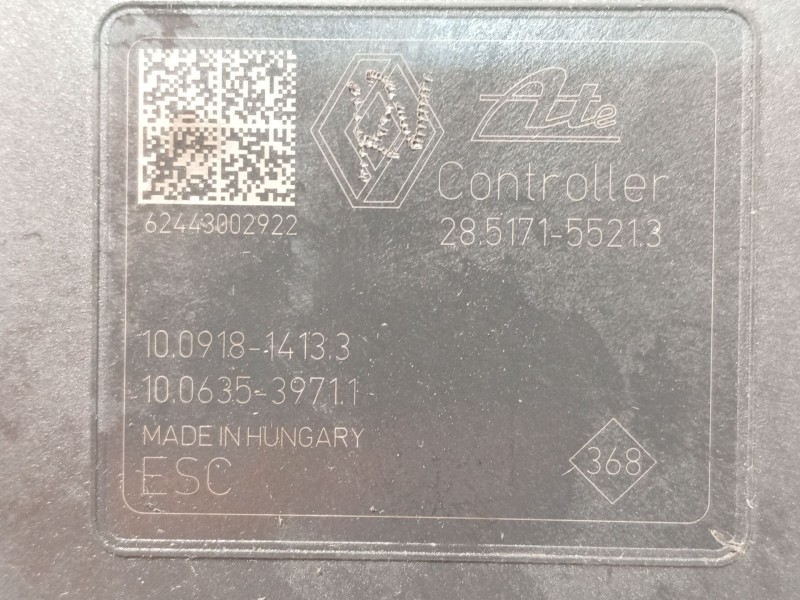 Ate
Controller
62443002922
28.5171-5521.3
10.0918-1413.3
10.0635-3971.1
MADE IN HUNGARY
ESC
368